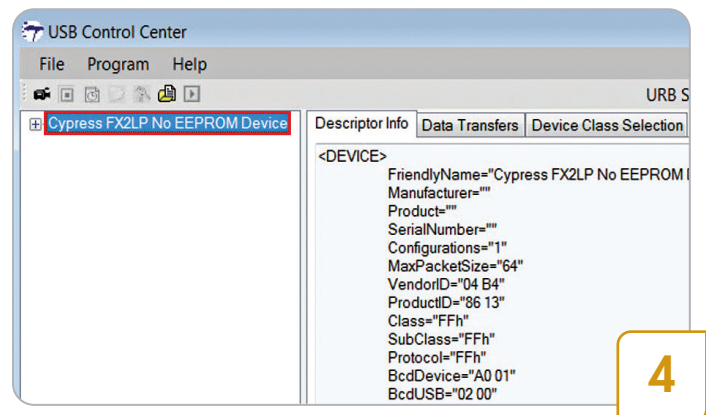 USB Control Center
File Program Help
URB S
Cypress FX2LP No EEPROM Device
Descriptor Info Data Transfers Device Class Selection
<DEVICE>
FriendlyName="Cypress FX2LP No EEPROM
Manufacturer=""
Product=""
SerialNumber=""
Configurations="1"
MaxPacketSize="64"
VendorID="04 B4"
ProductID="86 13"
Class="FFh"
SubClass="FFh"
Protocol="FFh"
BcdDevice="A0 01"
BcdUSB="02 00"
4